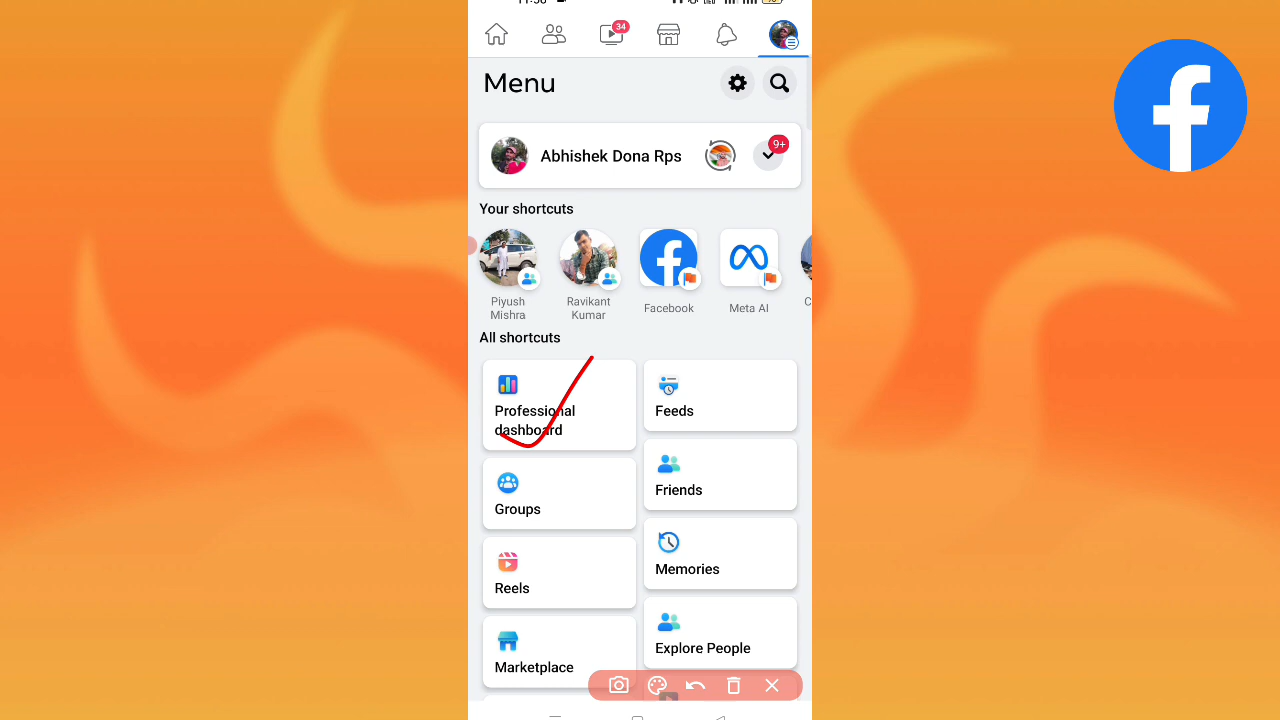 34
Menu
Abhishek Dona Rps
9+
Your shortcuts
Piyush
Mishra
Ravikant
Kumar
Facebook
Meta AI
All shortcuts
Professional
dashboard
Feeds
Groups
Friends
Reels
Memories
Marketplace
Explore People